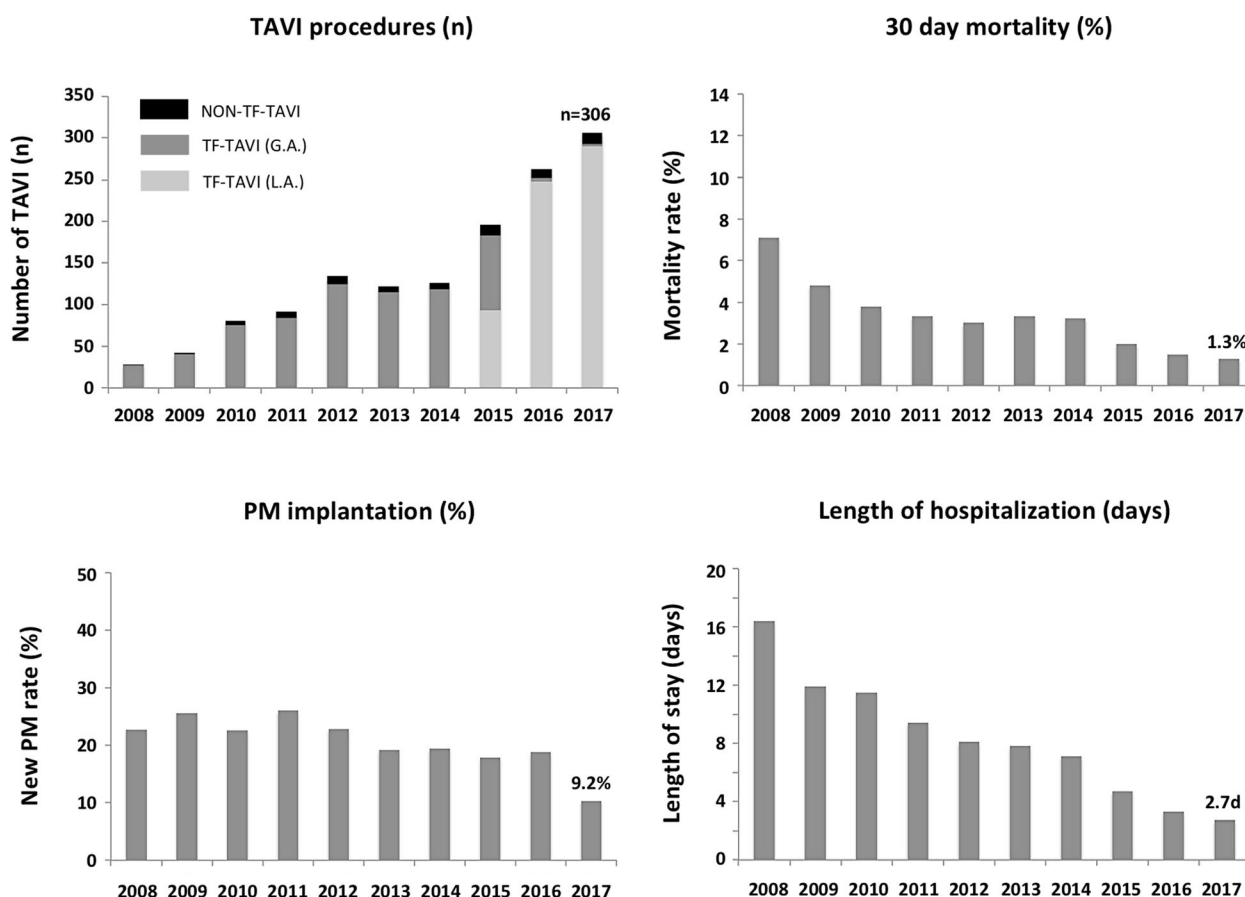 TAVI procedures (n)
Number of TAVI (n)
350
300
250
200
150
100
50
0
NON-TF-TAVI
TF-TAVI (G.A.)
TF-TAVI (L.A.)
n=306
2008 2009 2010 2011 2012 2013 2014 2015 2016 2017
30 day mortality (%)
Mortality rate (%)
14
12
10
8
6
4
2
0
1.3%
2008 2009 2010 2011 2012 2013 2014 2015 2016 2017
PM implantation (%)
New PM rate (%)
50
40
30
20
10
0
9.2%
2008 2009 2010 2011 2012 2013 2014 2015 2016 2017
Length of hospitalization (days)
Length of stay (days)
20
16
12
8
4
0
2.7d
2008 2009 2010 2011 2012 2013 2014 2015 2016 2017